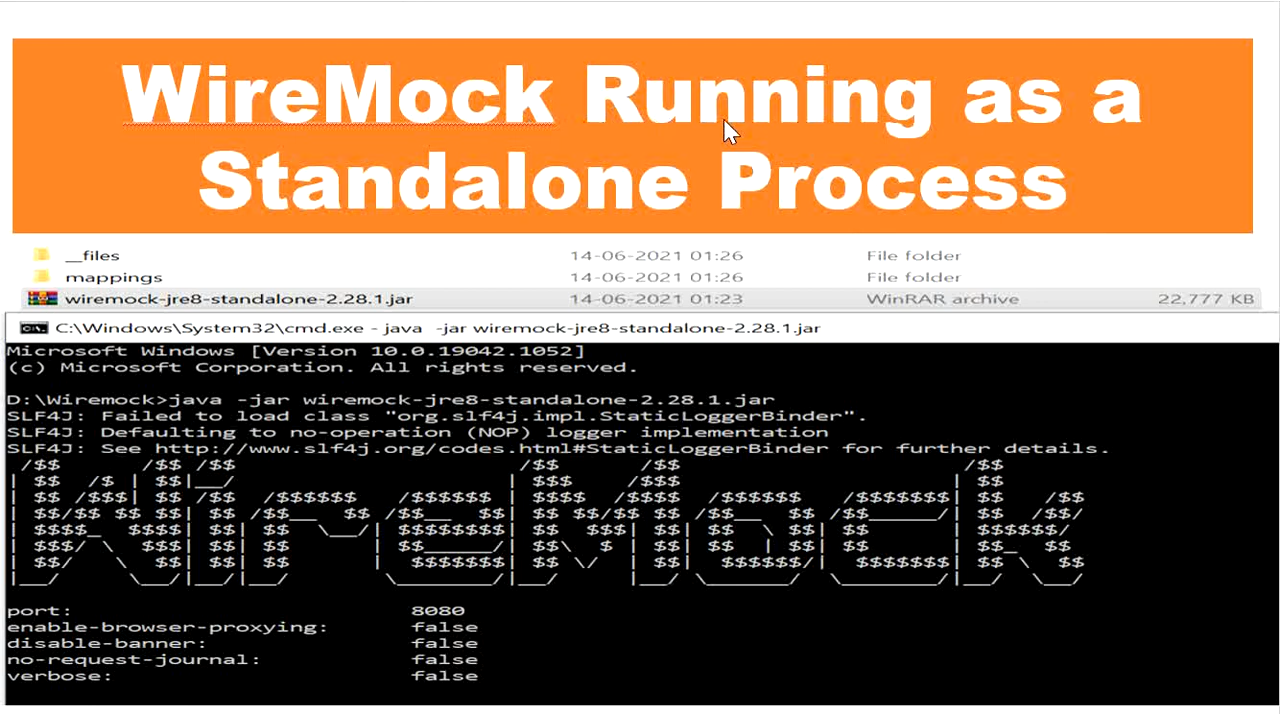 WireMock Running as a
Standalone Process
__files 14-06-2021 01:26 File folder
mappings 14-06-2021 01:26 File folder
wiremock-jre8-standalone-2.28.1.jar 14-06-2021 01:23 WinRAR archive 22,777 KB
C:\Windows\System32\cmd.exe - java -jar wiremock-jre8-standalone-2.28.1.jar
Microsoft Windows [Version 10.0.19042.1052]
(c) Microsoft Corporation. All rights reserved.
D:\Wiremock>java -jar wiremock-jre8-standalone-2.28.1.jar
SLF4J: Failed to load class "org.slf4j.impl.StaticLoggerBinder".
SLF4J: Defaulting to no-operation (NOP) logger implementation
SLF4J: See http://www.slf4j.org/codes.html#StaticLoggerBinder for further details.
WireMock
port: 8080
enable-browser-proxying: false
disable-banner: false
no-request-journal: false
verbose: false